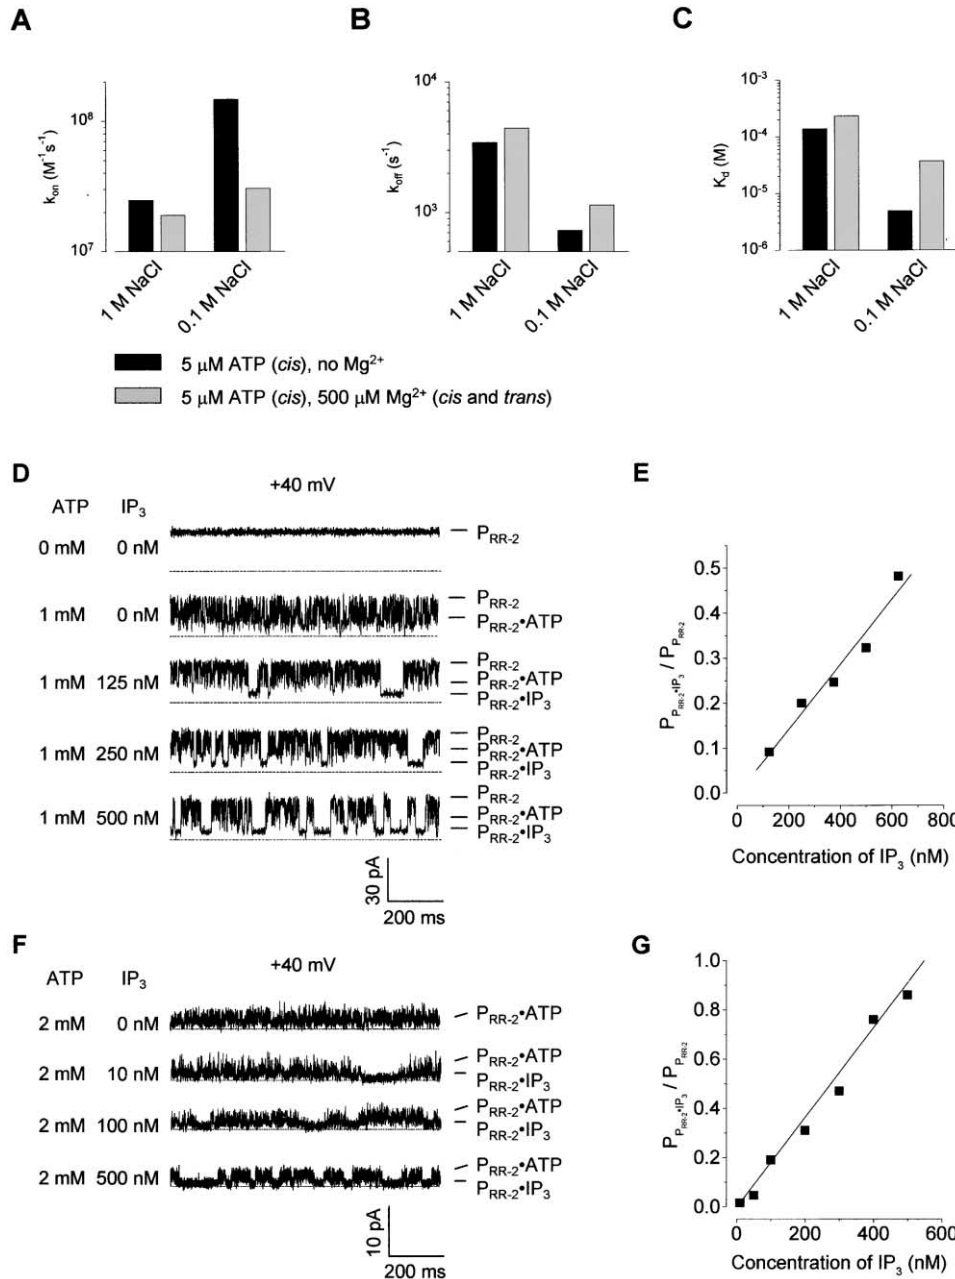 A
B
C
k_on (M⁻¹s⁻¹)
10⁸
10⁷
1 M NaCl
0.1 M NaCl
k_off (s⁻¹)
10⁴
10³
1 M NaCl
0.1 M NaCl
K_d (M)
10⁻³
10⁻⁴
10⁻⁵
10⁻⁶
1 M NaCl
0.1 M NaCl
5 μM ATP (cis), no Mg²⁺
5 μM ATP (cis), 500 μM Mg²⁺ (cis and trans)
D
+40 mV
ATP IP₃
0 mM 0 nM
P_RR-2
1 mM 0 nM
P_RR-2
P_RR-2•ATP
1 mM 125 nM
P_RR-2
P_RR-2•ATP
P_RR-2•IP₃
1 mM 250 nM
P_RR-2
P_RR-2•ATP
P_RR-2•IP₃
1 mM 500 nM
P_RR-2
P_RR-2•ATP
P_RR-2•IP₃
30 pA
200 ms
E
P_P_RR-2•IP₃ / P_P_RR-2
0.5
0.4
0.3
0.2
0.1
0.0
0 200 400 600 800
Concentration of IP₃ (nM)
F
+40 mV
ATP IP₃
2 mM 0 nM
P_RR-2•ATP
2 mM 10 nM
P_RR-2•ATP
P_RR-2•IP₃
2 mM 100 nM
P_RR-2•ATP
P_RR-2•IP₃
2 mM 500 nM
P_RR-2•ATP
P_RR-2•IP₃
10 pA
200 ms
G
P_P_RR-2•IP₃ / P_P_RR-2
1.0
0.8
0.6
0.4
0.2
0.0
0 200 400 600
Concentration of IP₃ (nM)